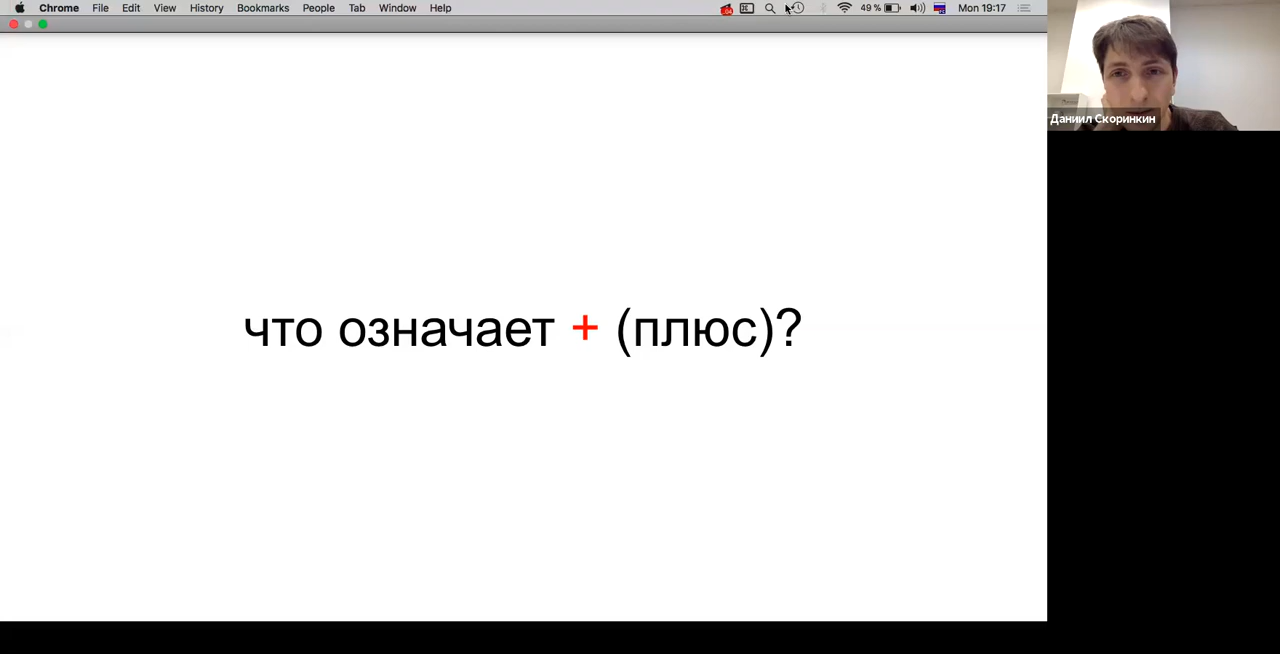 Chrome File Edit View History Bookmarks People Tab Window Help 49 % Mon 19:17
Даниил Скоринкин
что означает + (плюс)?